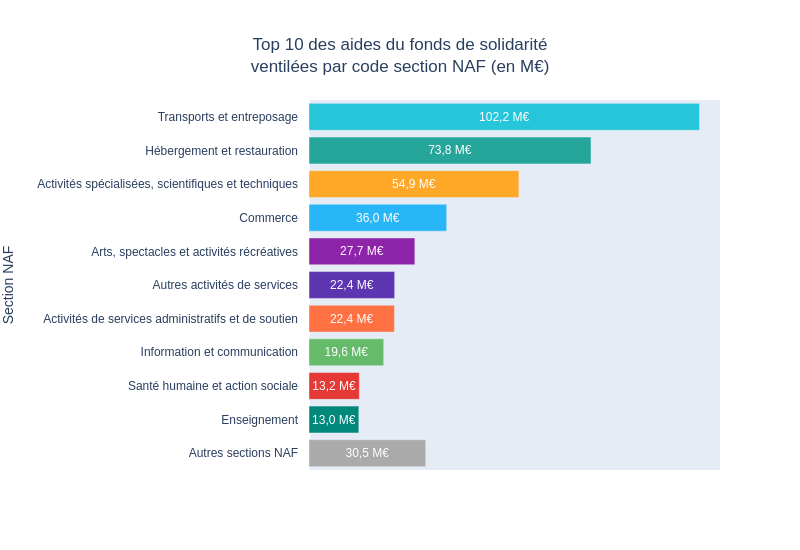 Top 10 des aides du fonds de solidarité
ventilées par code section NAF (en M€)
Section NAF
Transports et entreposage 102,2 M€
Hébergement et restauration 73,8 M€
Activités spécialisées, scientifiques et techniques 54,9 M€
Commerce 36,0 M€
Arts, spectacles et activités récréatives 27,7 M€
Autres activités de services 22,4 M€
Activités de services administratifs et de soutien 22,4 M€
Information et communication 19,6 M€
Santé humaine et action sociale 13,2 M€
Enseignement 13,0 M€
Autres sections NAF 30,5 M€